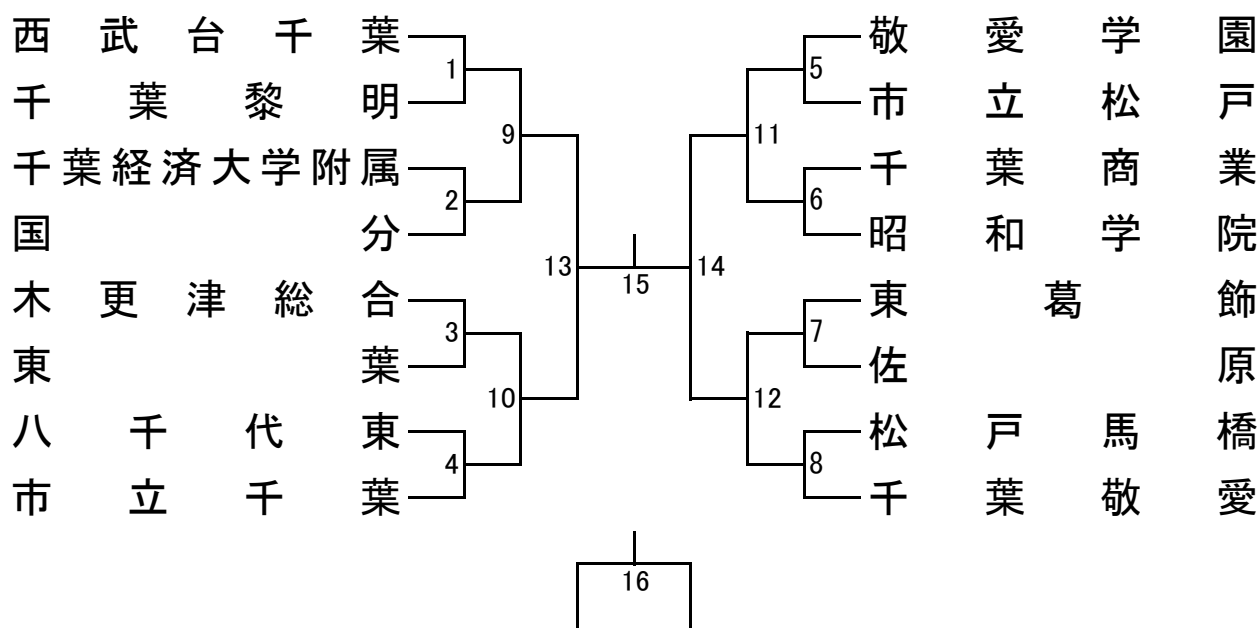 西武台千葉
敬愛学園
1
5
千葉黎明
市立松戸
9
11
千葉経済大学附属
千葉商業
2
6
国分
昭和学院
13
15
14
木更津総合
東葛飾
3
7
東葉
佐原
10
12
八千代東
松戸馬橋
4
8
市立千葉
千葉敬愛
16